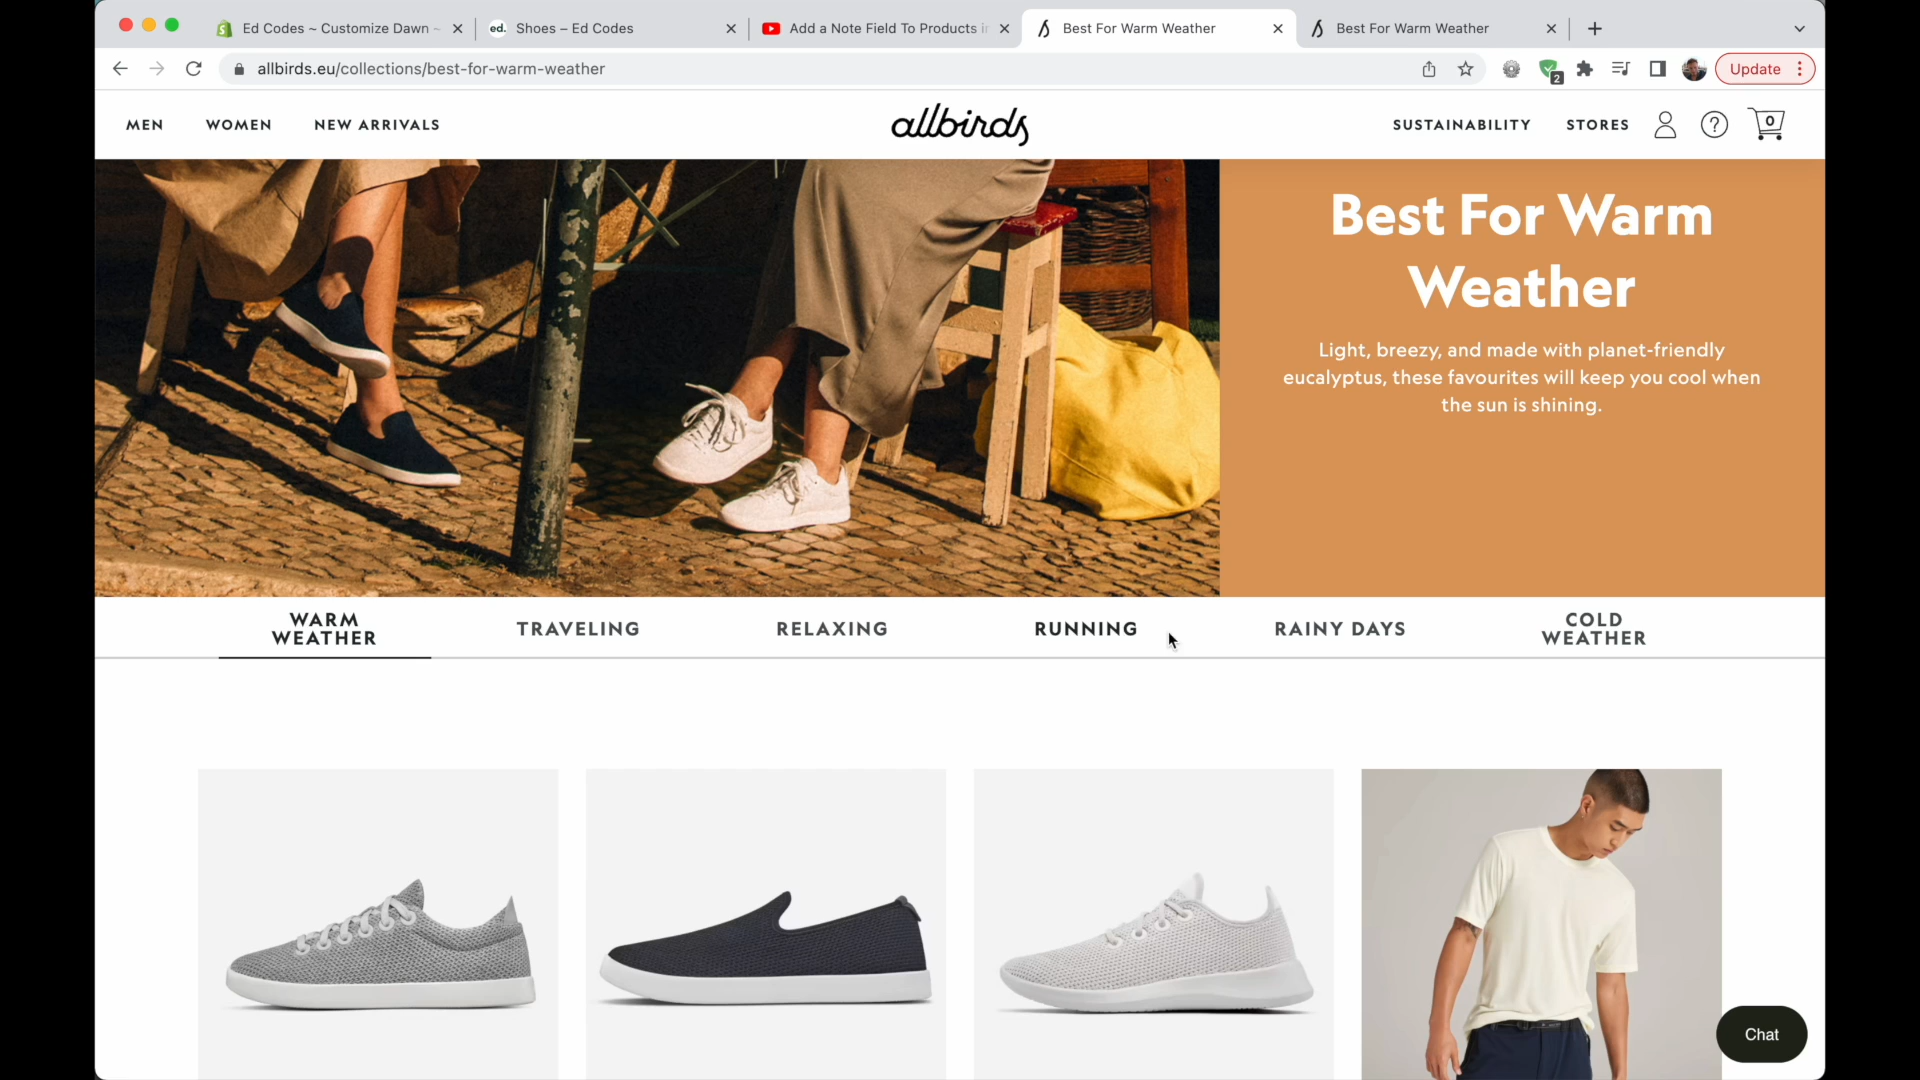 Ed Codes ~ Customize Dawn ~
ed. Shoes – Ed Codes
Add a Note Field To Products in
Best For Warm Weather
Best For Warm Weather
allbirds.eu/collections/best-for-warm-weather
2
Update
MEN
WOMEN
NEW ARRIVALS
allbirds
SUSTAINABILITY
STORES
?
0
Best For Warm
Weather
Light, breezy, and made with planet-friendly
eucalyptus, these favourites will keep you cool when
the sun is shining.
WARM
WEATHER
TRAVELING
RELAXING
RUNNING
RAINY DAYS
COLD
WEATHER
Chat